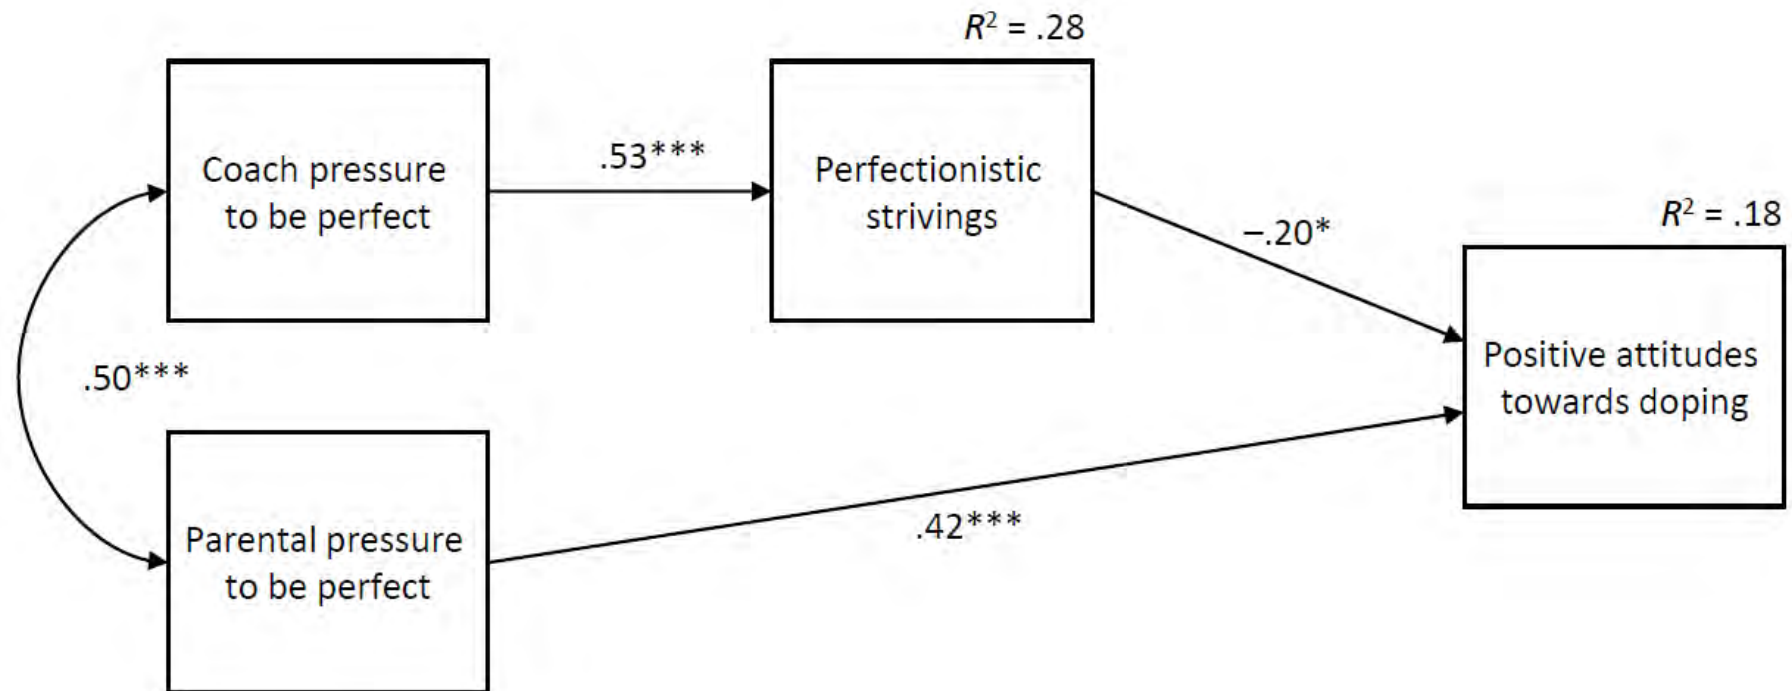 R² = .28
Coach pressure
to be perfect
.53***
Perfectionistic
strivings
–.20*
R² = .18
Positive attitudes
towards doping
.50***
Parental pressure
to be perfect
.42***